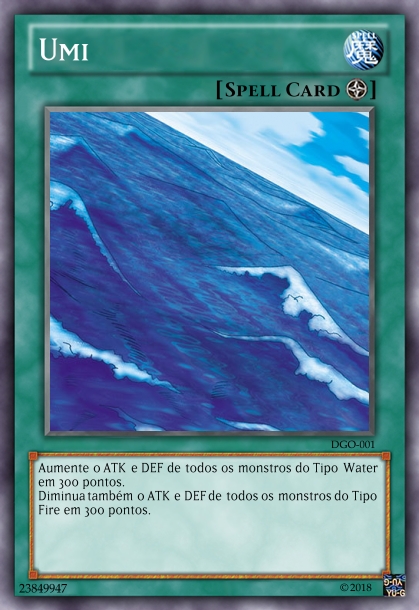 Umi
魔
[Spell Card ]
DGO-001
Aumente o ATK e DEF de todos os monstros do Tipo Water
em 300 pontos.
Diminua também o ATK e DEF de todos os monstros do Tipo
Fire em 300 pontos.
23849947
©2018
YU-G